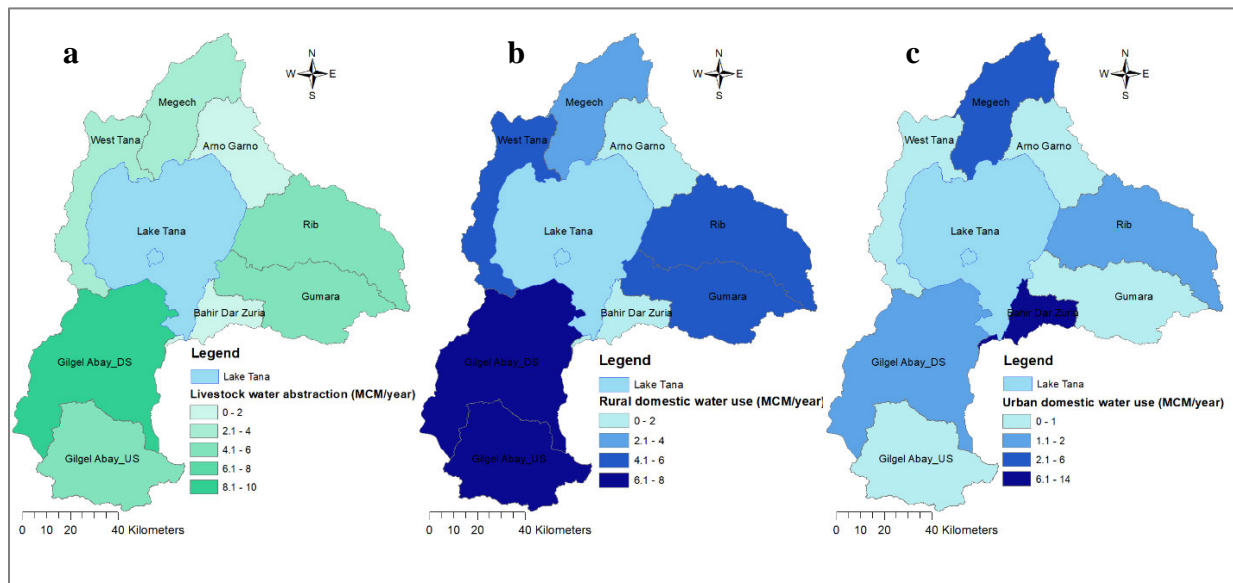 a
N
W E
S
Megech
West Tana
Arno Garno
Lake Tana
Rib
Gumara
Bahir Dar Zuria
Gilgel Abay_DS
Gilgel Abay_US
Legend
Lake Tana
Livestock water abstraction (MCM/year)
0 - 2
2.1 - 4
4.1 - 6
6.1 - 8
8.1 - 10
0 10 20 40 Kilometers
b
N
W E
S
Megech
West Tana
Arno Garno
Lake Tana
Rib
Gumara
Bahir Dar Zuria
Gilgel Abay_DS
Gilgel Abay_US
Legend
Lake Tana
Rural domestic water use (MCM/year)
0 - 2
2.1 - 4
4.1 - 6
6.1 - 8
0 10 20 40 Kilometers
c
N
W E
S
Megech
West Tana
Arno Garno
Lake Tana
Rib
Gumara
Bahir Dar Zuria
Gilgel Abay_DS
Gilgel Abay_US
Legend
Lake Tana
Urban domestic water use (MCM/year)
0 - 1
1.1 - 2
2.1 - 6
6.1 - 14
0 10 20 40 Kilometers